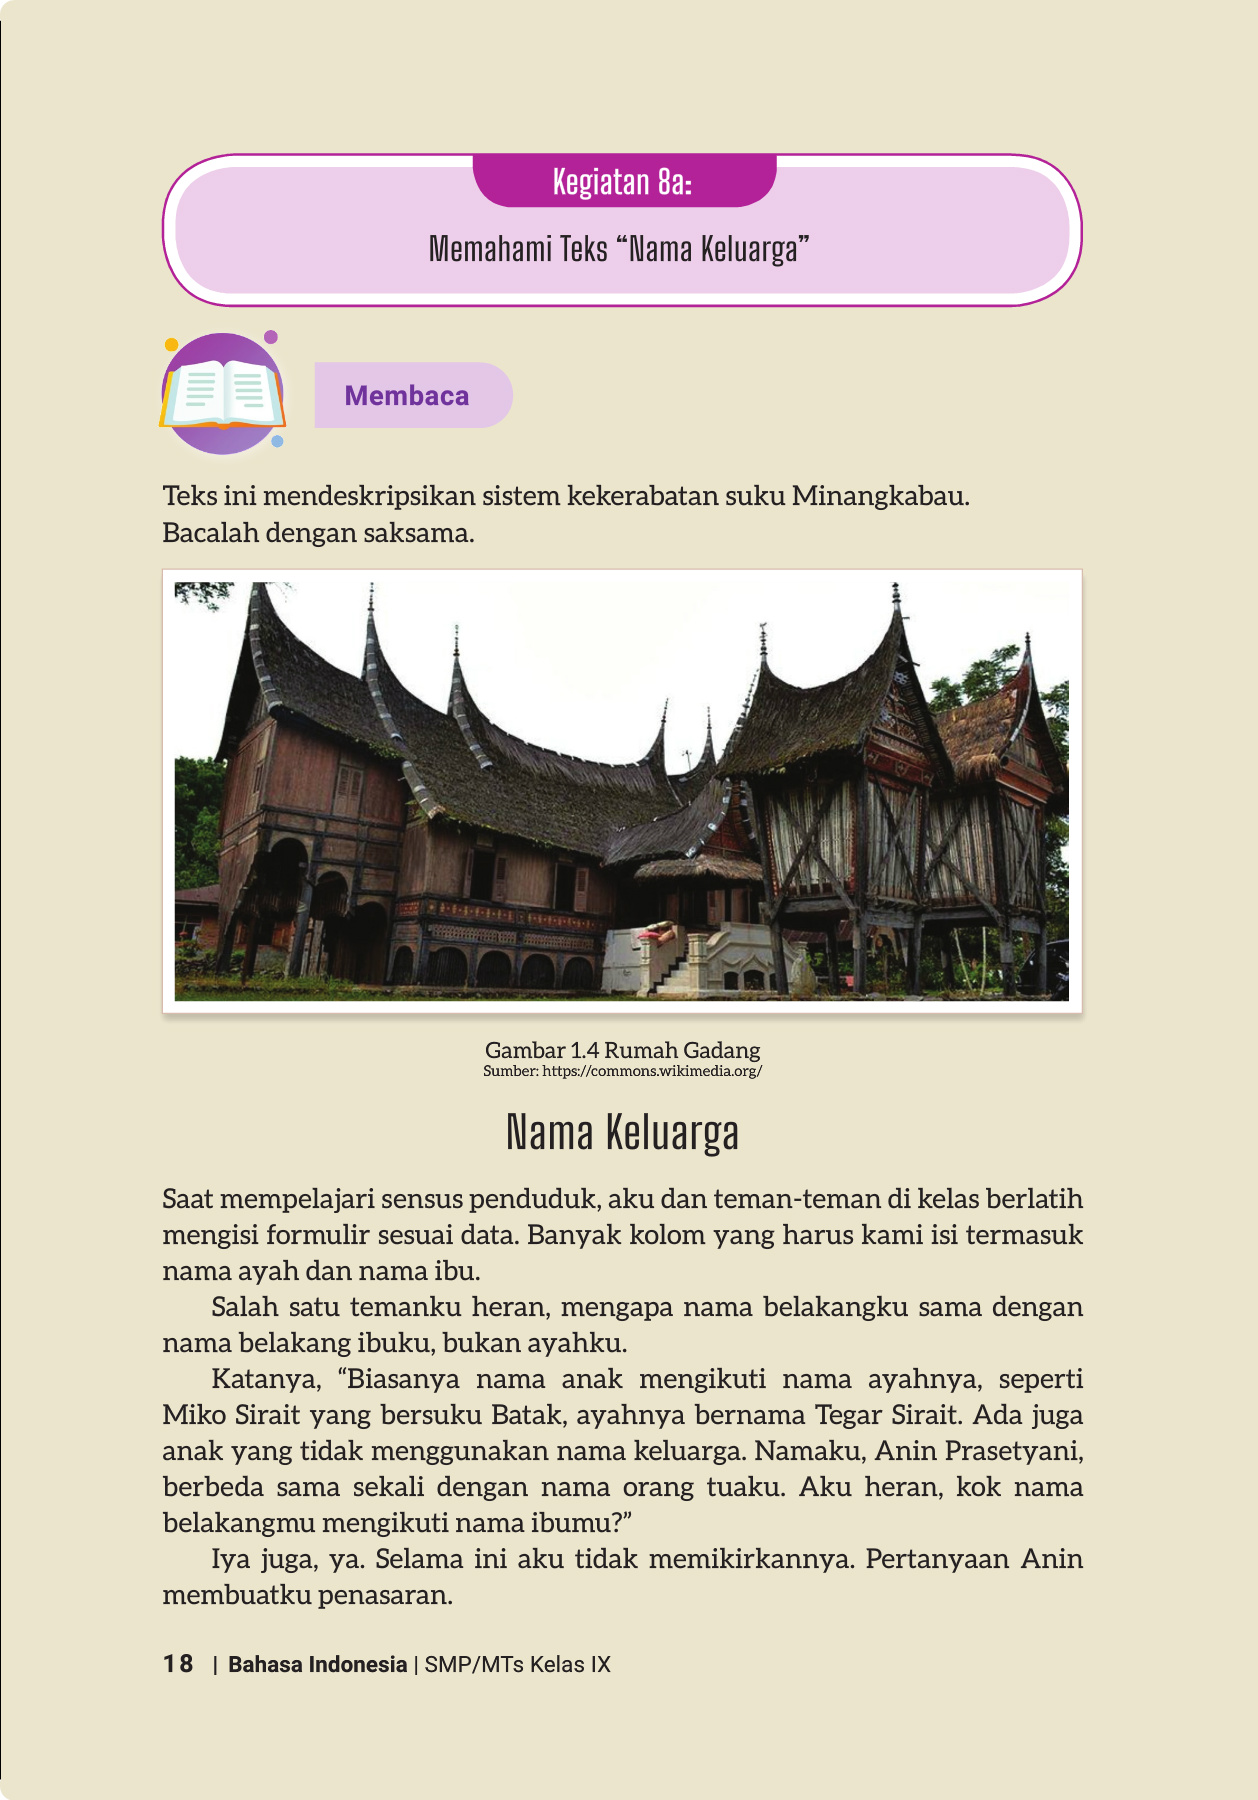 Kegiatan 8a:
Memahami Teks “Nama Keluarga”
Membaca
Teks ini mendeskripsikan sistem kekerabatan suku Minangkabau.
Bacalah dengan saksama.
Gambar 1.4 Rumah Gadang
Sumber: https://commons.wikimedia.org/
Nama Keluarga
Saat mempelajari sensus penduduk, aku dan teman-teman di kelas berlatih
mengisi formulir sesuai data. Banyak kolom yang harus kami isi termasuk
nama ayah dan nama ibu.
Salah satu temanku heran, mengapa nama belakangku sama dengan
nama belakang ibuku, bukan ayahku.
Katanya, “Biasanya nama anak mengikuti nama ayahnya, seperti
Miko Sirait yang bersuku Batak, ayahnya bernama Tegar Sirait. Ada juga
anak yang tidak menggunakan nama keluarga. Namaku, Anin Prasetyani,
berbeda sama sekali dengan nama orang tuaku. Aku heran, kok nama
belakangmu mengikuti nama ibumu?”
Iya juga, ya. Selama ini aku tidak memikirkannya. Pertanyaan Anin
membuatku penasaran.
18 | Bahasa Indonesia | SMP/MTs Kelas IX